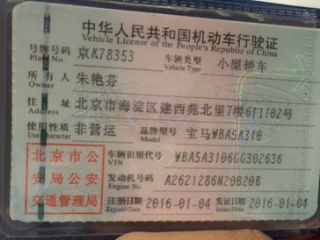 中华人民共和国机动车行驶证
Vehicle License of the People's Republic of China
号牌号码 京K78353 车辆类型 小型轿车
Plate No. Vehicle Type
所有人 朱艳芬
Owner
住址 北京市海淀区建西苑北里7楼6门102号
Address
使用性质 非营运 品牌型号 宝马WBA5A310
Model
北京市公 车辆识别代号 WBA5A3106GG302636
VIN
安局公安 发动机号码 A2621286N20B20B
Engine No.
交通管理局 注册日期 2016-01-04 发证日期 2016-01-04
Register Date Issue Date